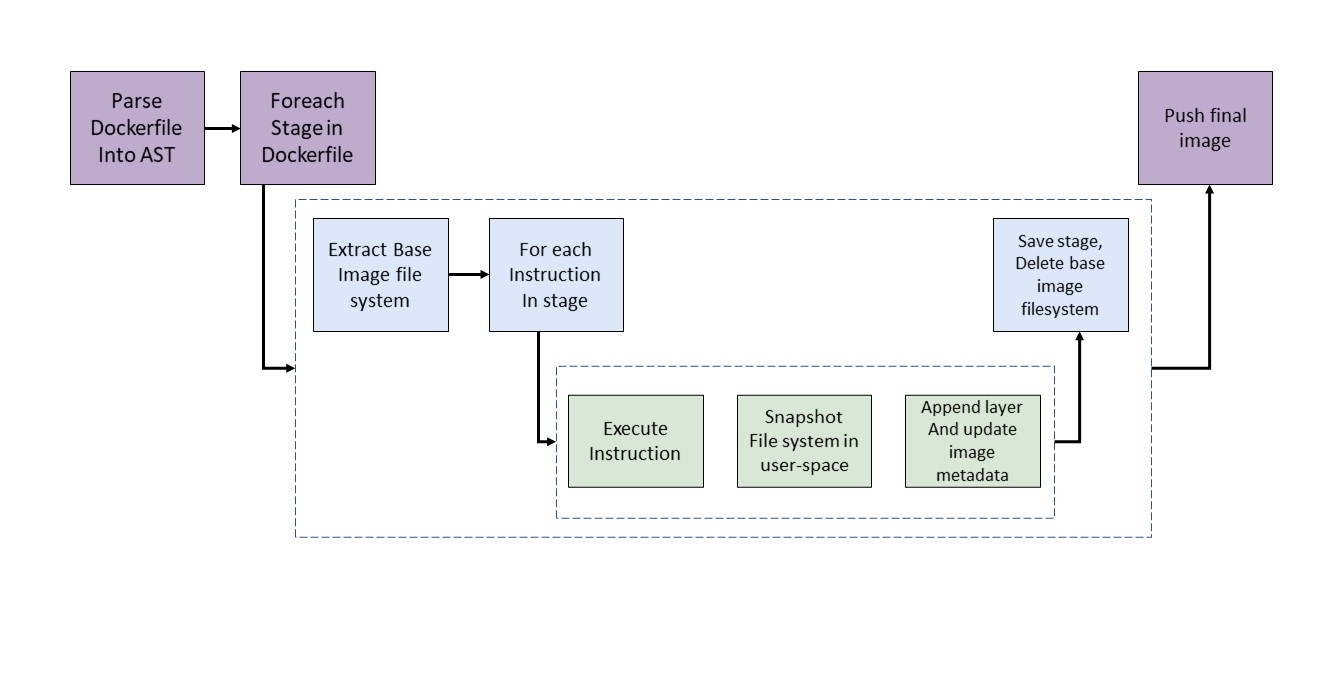 Parse
Dockerfile
Into AST
Foreach
Stage in
Dockerfile
Push final
image
Extract Base
Image file
system
For each
Instruction
In stage
Save stage,
Delete base
image
filesystem
Execute
Instruction
Snapshot
File system in
user-space
Append layer
And update
image
metadata